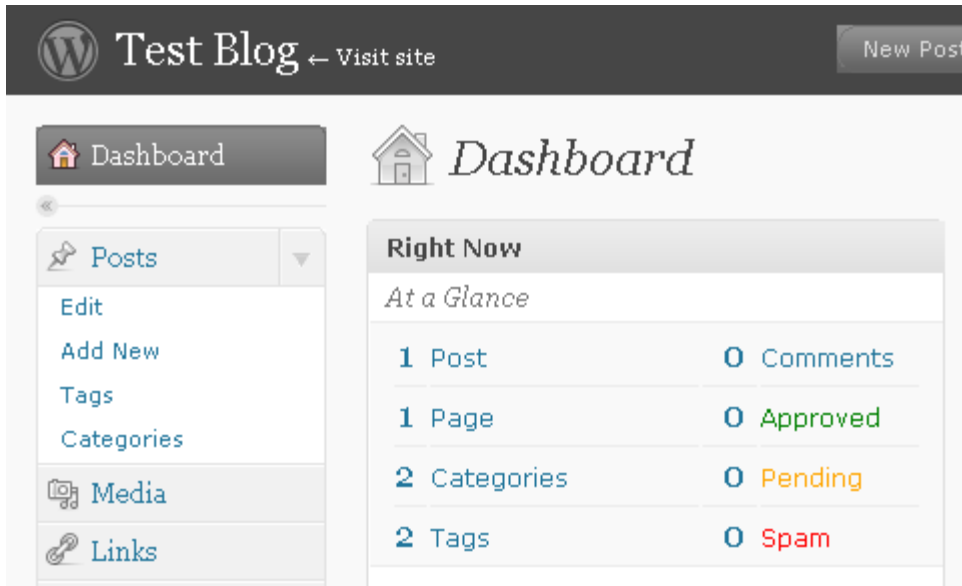 Test Blog ← Visit site
New Post
Dashboard
Dashboard
Posts
Edit
Add New
Tags
Categories
Media
Links
Right Now
At a Glance
1 Post 0 Comments
1 Page 0 Approved
2 Categories 0 Pending
2 Tags 0 Spam